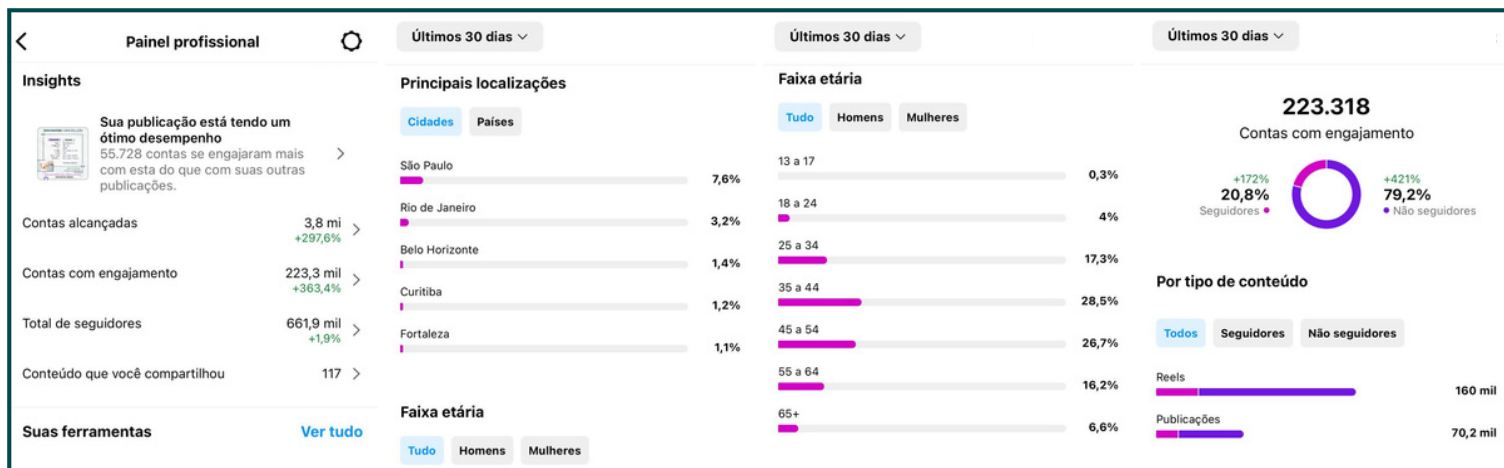 Painel profissional
Insights
Sua publicação está tendo um
ótimo desempenho
55.728 contas se engajaram mais
com esta do que com suas outras
publicações.
Contas alcançadas 3,8 mi
+297,6%
Contas com engajamento 223,3 mil
+363,4%
Total de seguidores 661,9 mil
+1,9%
Conteúdo que você compartilhou 117
Suas ferramentas Ver tudo
Últimos 30 dias
Principais localizações
Cidades Países
São Paulo
7,6%
Rio de Janeiro
3,2%
Belo Horizonte
1,4%
Curitiba
1,2%
Fortaleza
1,1%
Faixa etária
Tudo Homens Mulheres
Últimos 30 dias
Faixa etária
Tudo Homens Mulheres
13 a 17
0,3%
18 a 24
4%
25 a 34
17,3%
35 a 44
28,5%
45 a 54
26,7%
55 a 64
16,2%
65+
6,6%
Últimos 30 dias
223.318
Contas com engajamento
+172% +421%
20,8% 79,2%
Seguidores Não seguidores
Por tipo de conteúdo
Todos Seguidores Não seguidores
Reels
160 mil
Publicações
70,2 mil